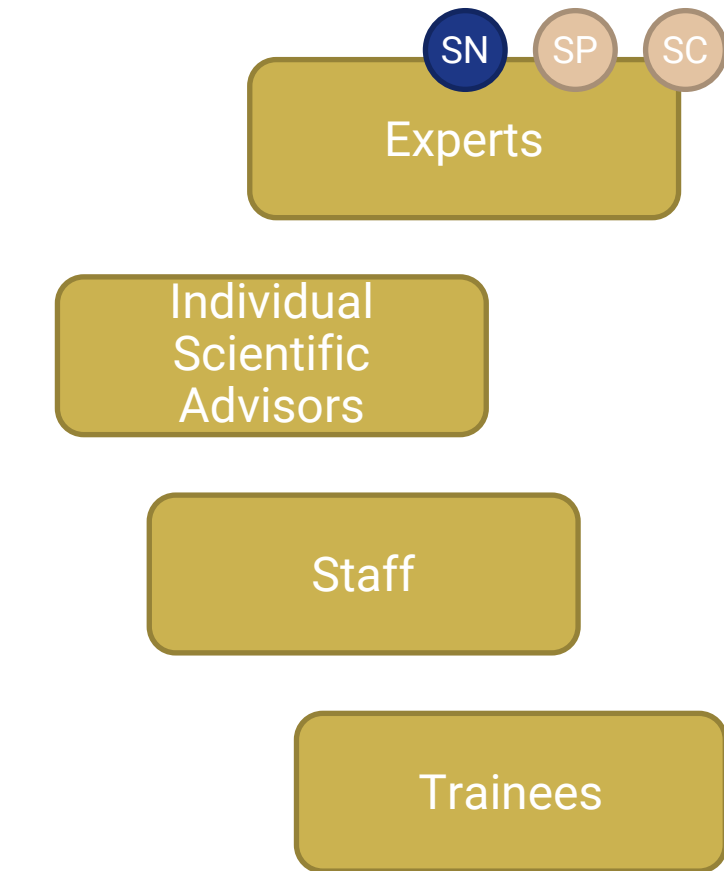 SN SP SC
Experts
Individual
Scientific
Advisors
Staff
Trainees